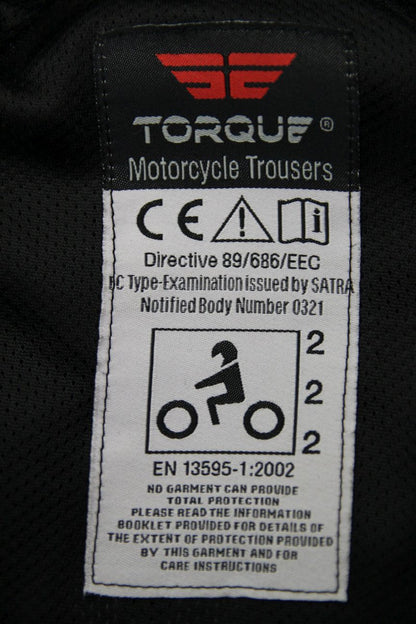 TORQUE®
Motorcycle Trousers
CE i
Directive 89/686/EEC
EC Type-Examination issued by SATRA
Notified Body Number 0321
2
2
2
EN 13595-1:2002
NO GARMENT CAN PROVIDE
TOTAL PROTECTION
PLEASE READ THE INFORMATION
BOOKLET PROVIDED FOR DETAILS OF
THE EXTENT OF PROTECTION PROVIDED
BY THIS GARMENT AND FOR
CARE INSTRUCTIONS